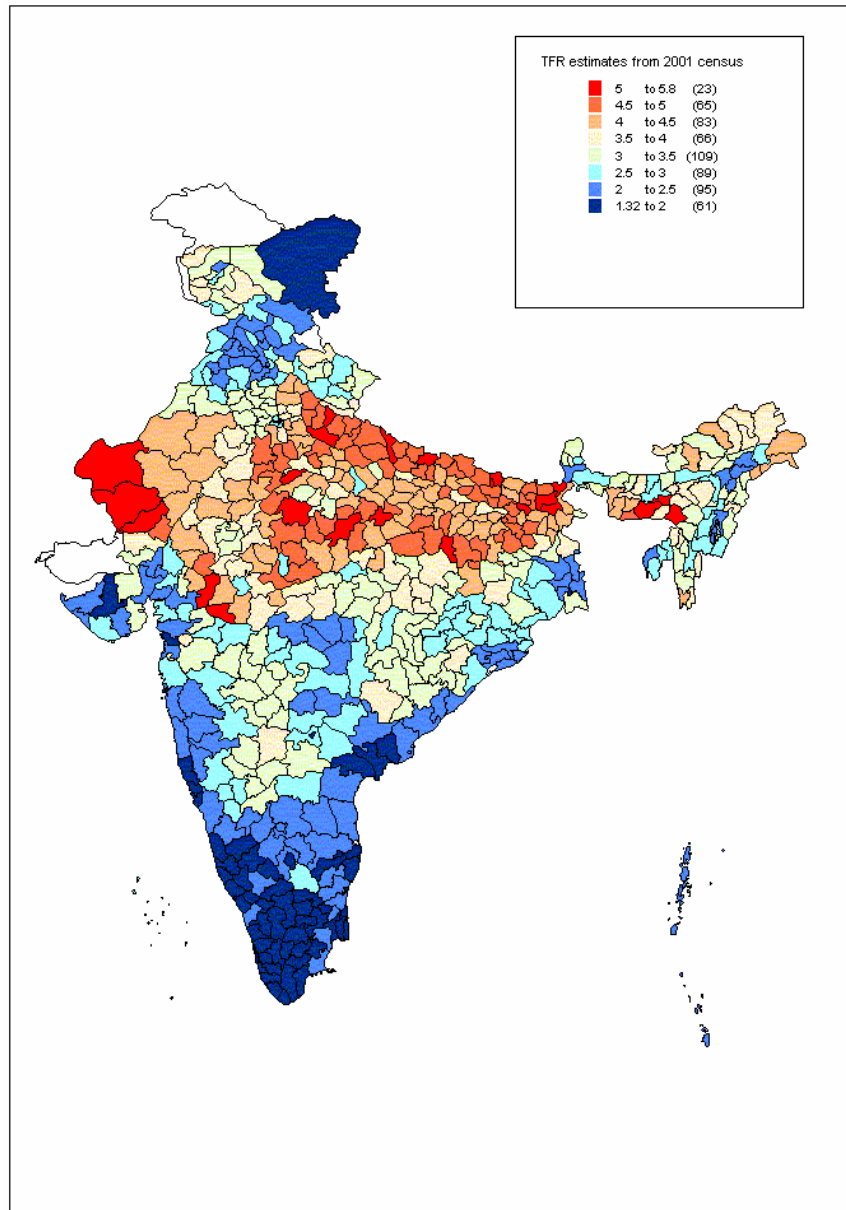 TFR estimates from 2001 census
5 to 5.8 (23)
4.5 to 5 (65)
4 to 4.5 (83)
3.5 to 4 (66)
3 to 3.5 (109)
2.5 to 3 (89)
2 to 2.5 (95)
1.32 to 2 (61)